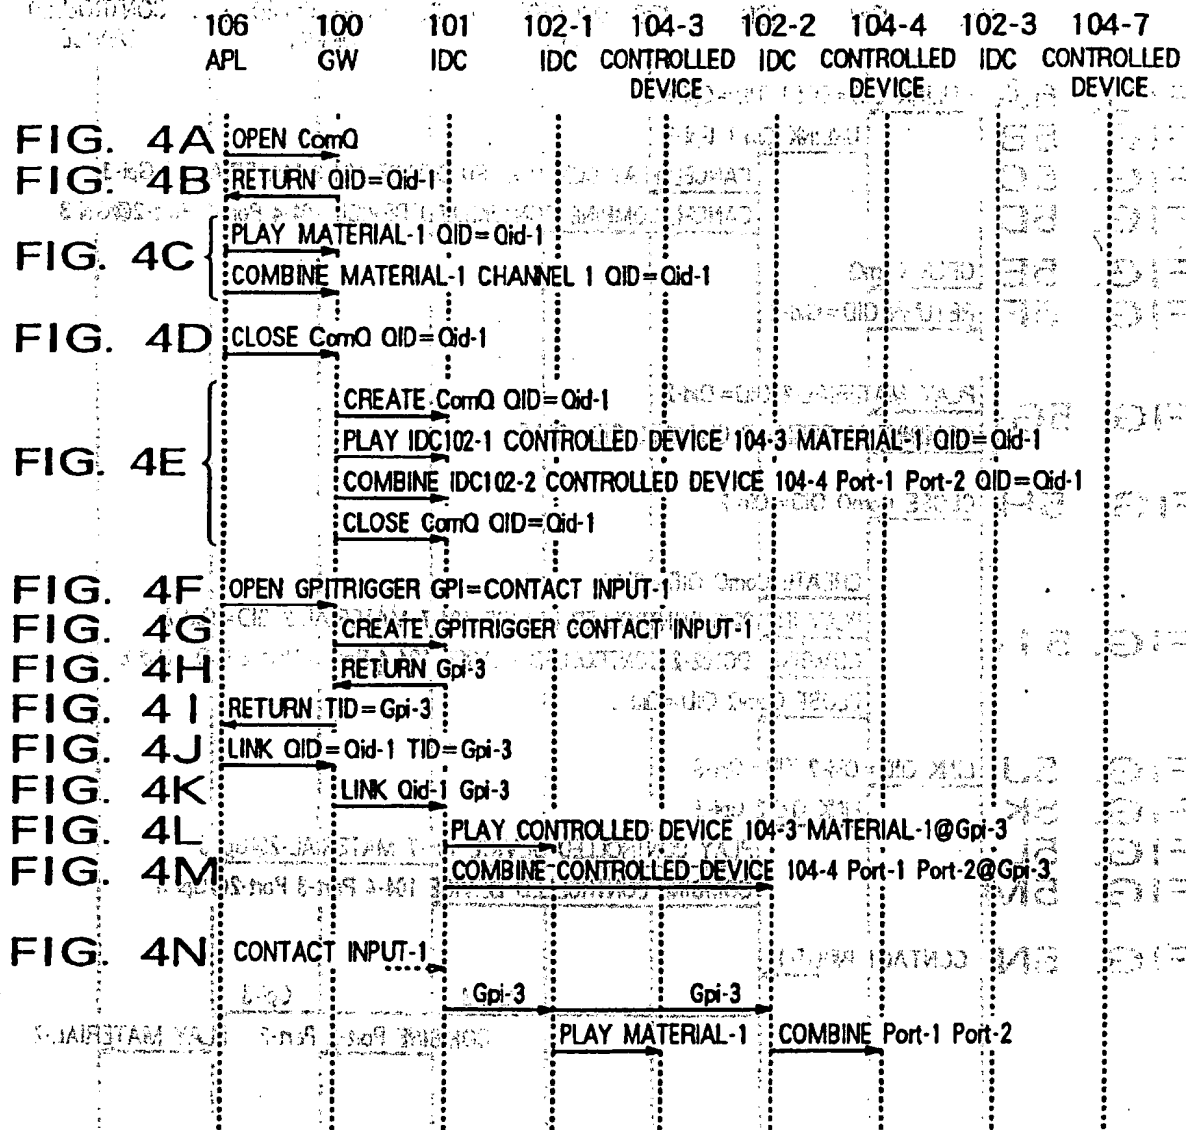 106 100 101 102-1 104-3 102-2 104-4 102-3 104-7
APL GW IDC IDC CONTROLLED DEVICE IDC CONTROLLED DEVICE IDC CONTROLLED DEVICE
FIG. 4A OPEN ComQ
FIG. 4B RETURN QID=Qid-1
FIG. 4C PLAY MATERIAL-1 QID=Qid-1
COMBINE MATERIAL-1 CHANNEL 1 QID=Qid-1
FIG. 4D CLOSE ComQ QID=Qid-1
FIG. 4E CREATE ComQ QID=Qid-1
PLAY IDC102-1 CONTROLLED DEVICE 104-3 MATERIAL-1 QID=Qid-1
COMBINE IDC102-2 CONTROLLED DEVICE 104-4 Port-1 Port-2 QID=Qid-1
CLOSE ComQ QID=Qid-1
FIG. 4F OPEN GPITRIGGER GPI=CONTACT INPUT-1
FIG. 4G CREATE GPITRIGGER CONTACT INPUT-1
FIG. 4H RETURN Gpi-3
FIG. 4I RETURN TID=Gpi-3
FIG. 4J LINK QID=Qid-1 TID=Gpi-3
FIG. 4K LINK Qid-1 Gpi-3
FIG. 4L PLAY CONTROLLED DEVICE 104-3 MATERIAL-1@Gpi-3
FIG. 4M COMBINE CONTROLLED DEVICE 104-4 Port-1 Port-2@Gpi-3
FIG. 4N CONTACT INPUT-1
Gpi-3 Gpi-3
PLAY MATERIAL-1 COMBINE Port-1 Port-2